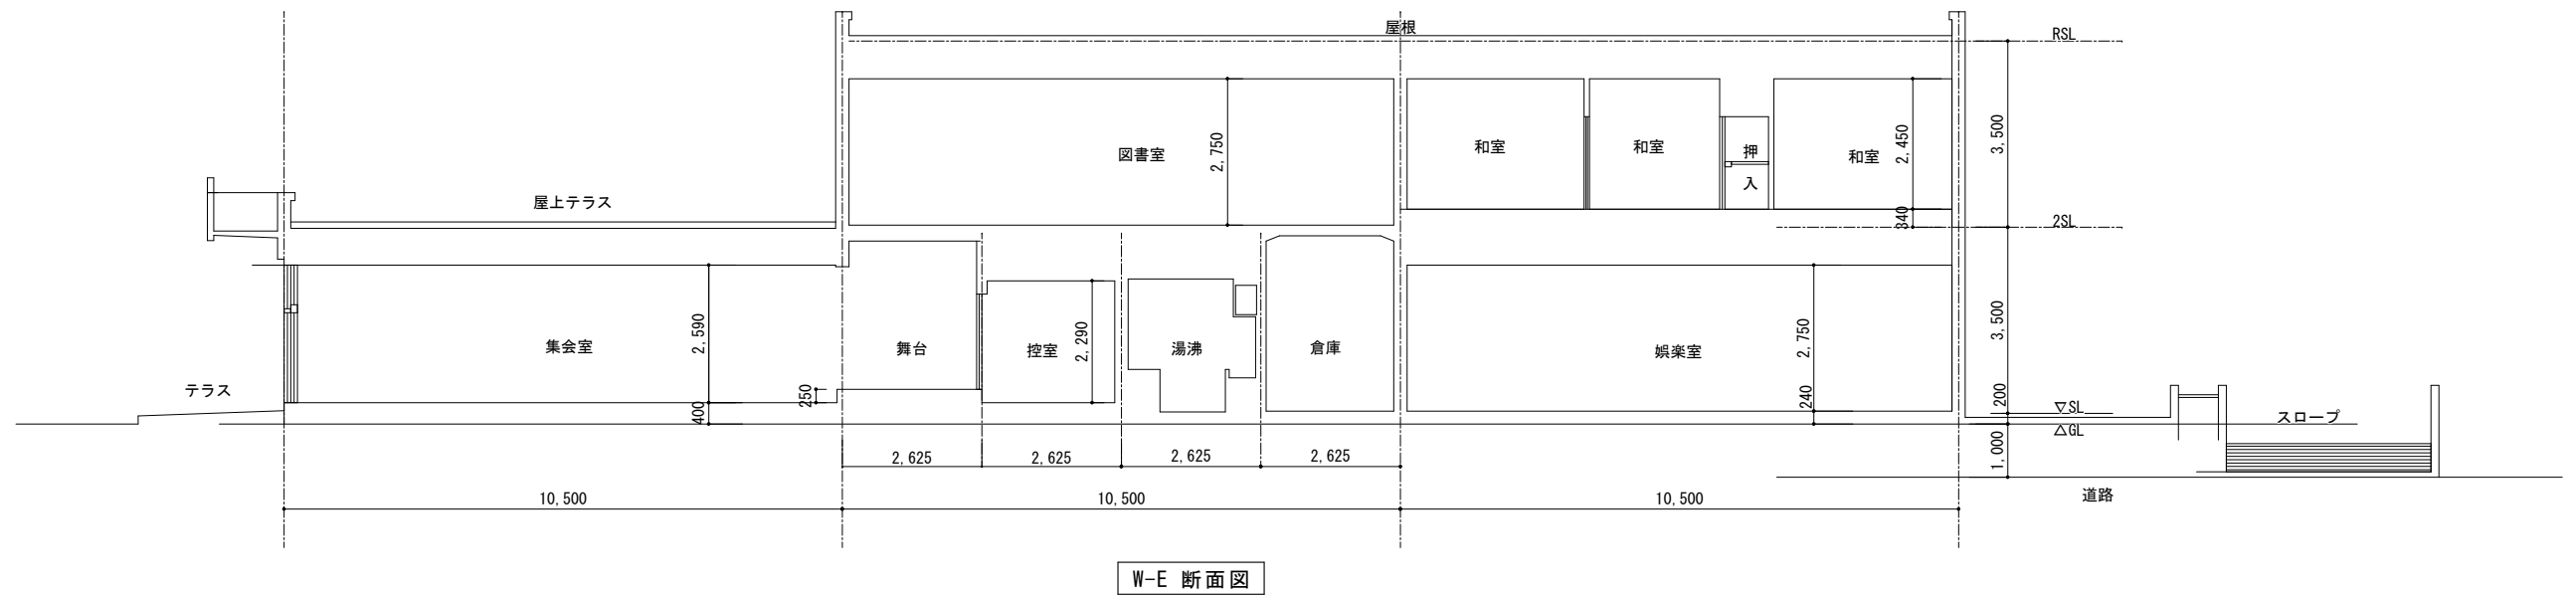 屋根
RSL
図書室
2,750
和室
和室
押
入
和室
2,450
3,500
屋上テラス
340
2SL
集会室
2,590
舞台
控室
2,290
湯沸
倉庫
娯楽室
2,750
3,500
テラス
250
400
240
200
▽SL
△GL
スロープ
1,000
2,625
2,625
2,625
2,625
10,500
10,500
10,500
道路
W-E 断面図